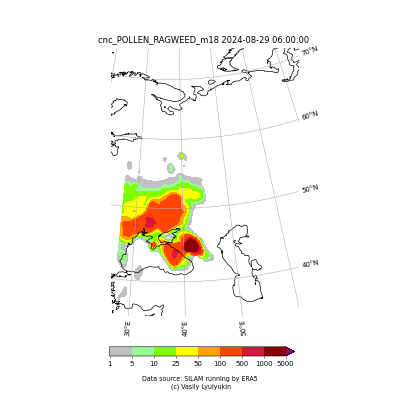 cnc_POLLEN_RAGWEED_m18 2024-08-29 06:00:00
70°N
60°N
50°N
40°N
30°E
40°E
50°E
1 5 10 25 50 100 500 1000 5000
Data source: SILAM running by ERA5
(c) Vasily Lyulyukin